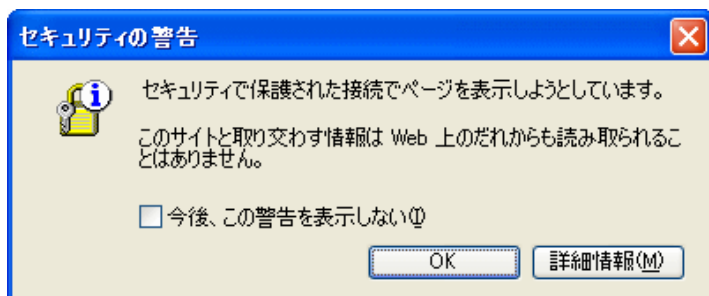 セキュリティの警告
セキュリティで保護された接続でページを表示しようとしています。
このサイトと取り交わす情報は Web 上のだれからも読み取られるこ
とはありません。
今後、この警告を表示しない(I)
OK
詳細情報(M)